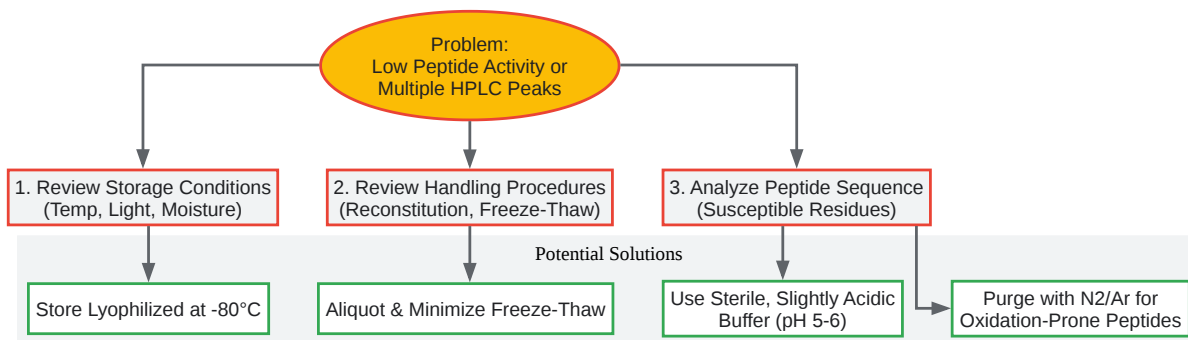 Problem:
Low Peptide Activity or
Multiple HPLC Peaks
1. Review Storage Conditions
(Temp, Light, Moisture)
2. Review Handling Procedures
(Reconstitution, Freeze-Thaw)
3. Analyze Peptide Sequence
(Susceptible Residues)
Potential Solutions
Store Lyophilized at -80°C
Aliquot & Minimize Freeze-Thaw
Use Sterile, Slightly Acidic
Buffer (pH 5-6)
Purge with N2/Ar for
Oxidation-Prone Peptides